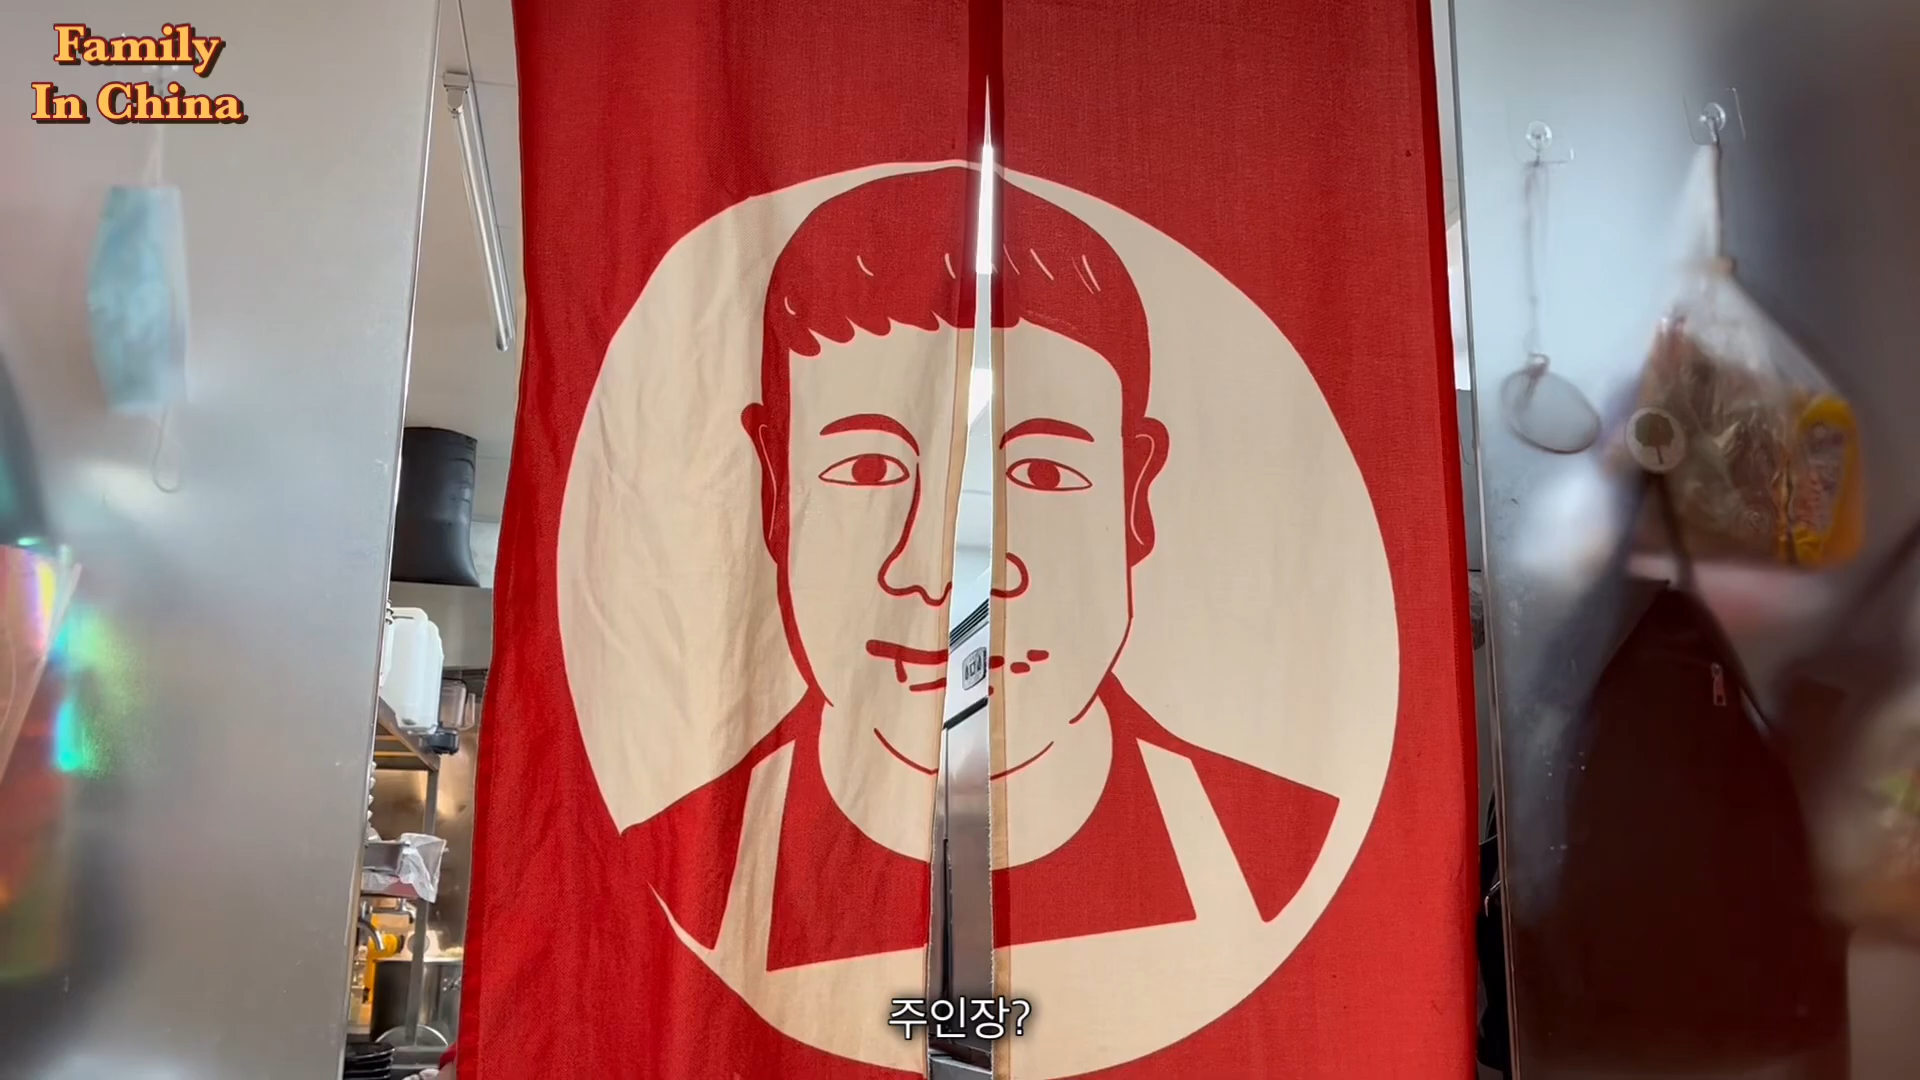 Family
In China
주인장?